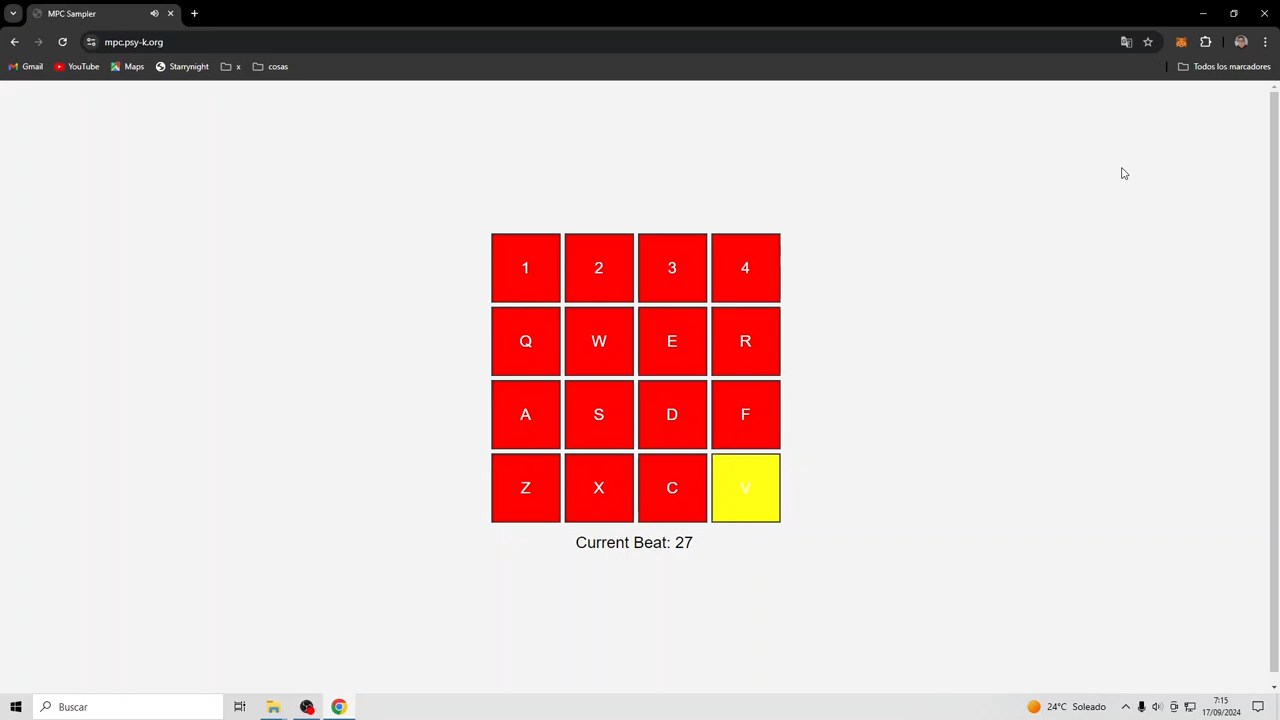 MPC Sampler
mpc.psy-k.org
Gmail YouTube Maps Starrynight x cosas Todos los marcadores
1 2 3 4
Q W E R
A S D F
Z X C V
Current Beat: 27
Buscar 24°C Soleado 7:15
17/09/2024